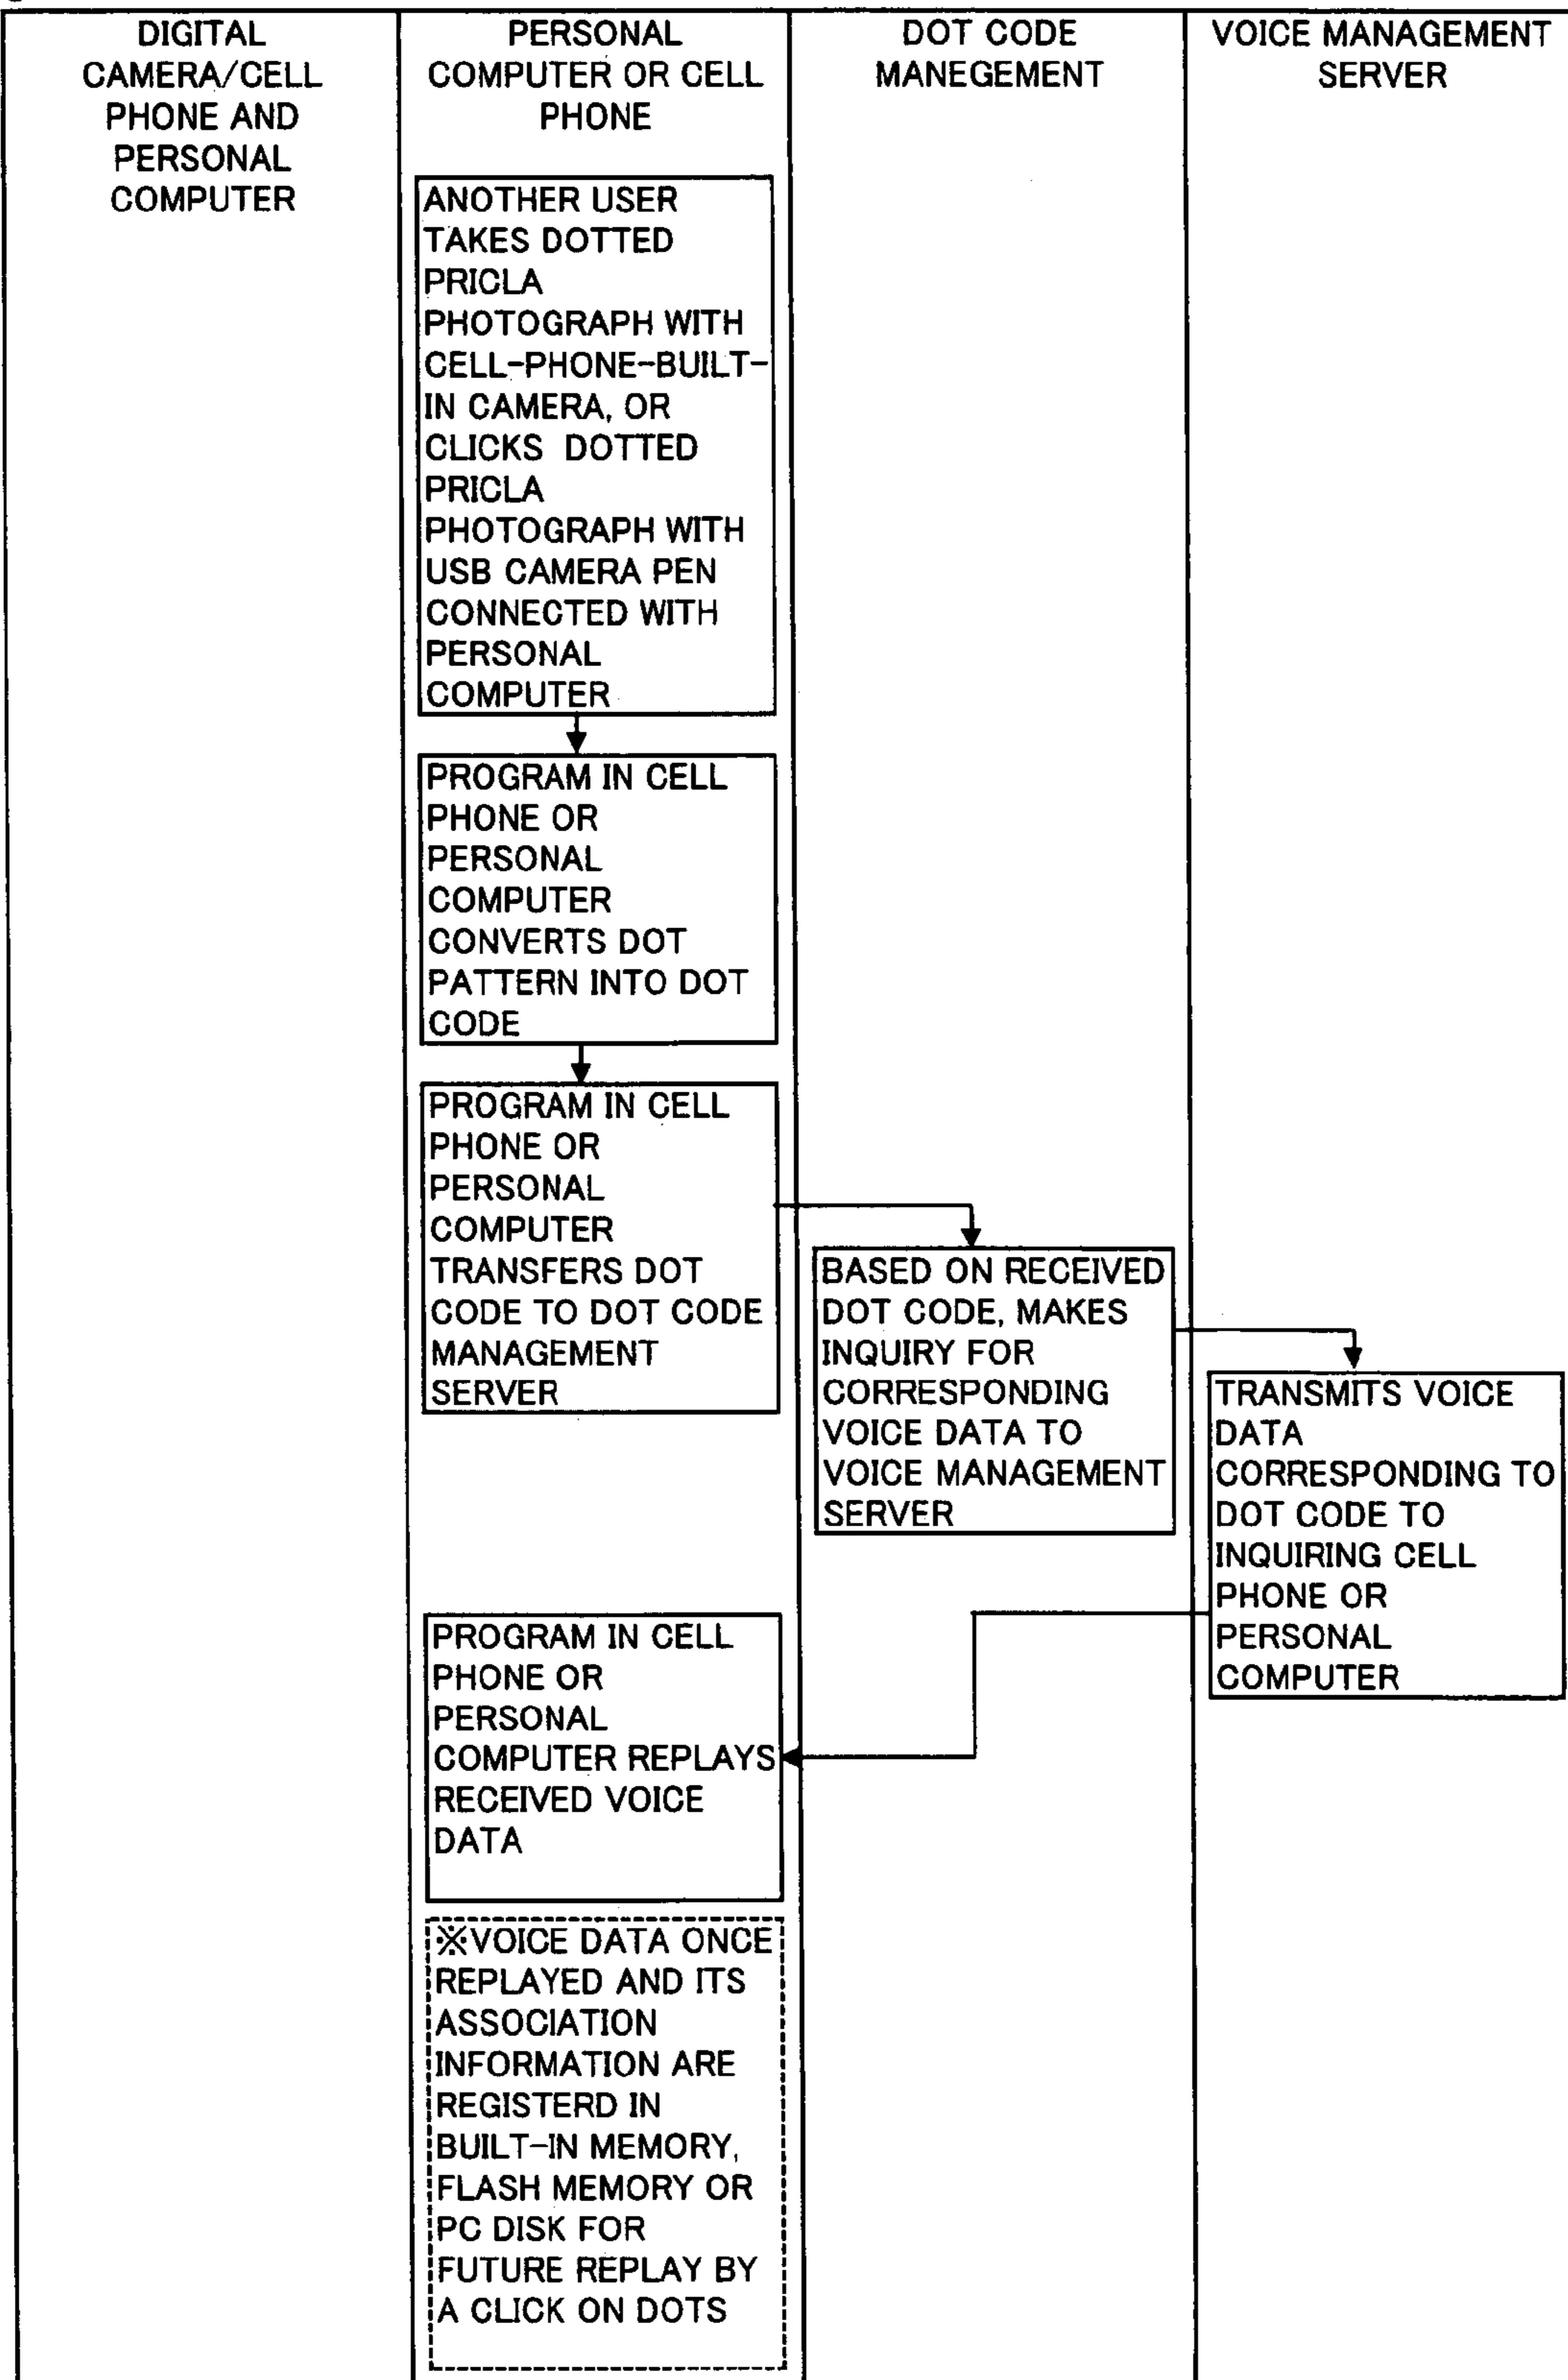 DIGITAL
CAMERA/CELL
PHONE AND
PERSONAL
COMPUTER
PERSONAL
COMPUTER OR CELL
PHONE
DOT CODE
MANEGEMENT
VOICE MANAGEMENT
SERVER
ANOTHER USER
TAKES DOTTED
PRICLA
PHOTOGRAPH WITH
CELL-PHONE-BUILT-
IN CAMERA, OR
CLICKS DOTTED
PRICLA
PHOTOGRAPH WITH
USB CAMERA PEN
CONNECTED WITH
PERSONAL
COMPUTER
PROGRAM IN CELL
PHONE OR
PERSONAL
COMPUTER
CONVERTS DOT
PATTERN INTO DOT
CODE
PROGRAM IN CELL
PHONE OR
PERSONAL
COMPUTER
TRANSFERS DOT
CODE TO DOT CODE
MANAGEMENT
SERVER
BASED ON RECEIVED
DOT CODE, MAKES
INQUIRY FOR
CORRESPONDING
VOICE DATA TO
VOICE MANAGEMENT
SERVER
TRANSMITS VOICE
DATA
CORRESPONDING TO
DOT CODE TO
INQUIRING CELL
PHONE OR
PERSONAL
COMPUTER
PROGRAM IN CELL
PHONE OR
PERSONAL
COMPUTER REPLAYS
RECEIVED VOICE
DATA
※VOICE DATA ONCE
REPLAYED AND ITS
ASSOCIATION
INFORMATION ARE
REGISTERD IN
BUILT-IN MEMORY,
FLASH MEMORY OR
PC DISK FOR
FUTURE REPLAY BY
A CLICK ON DOTS